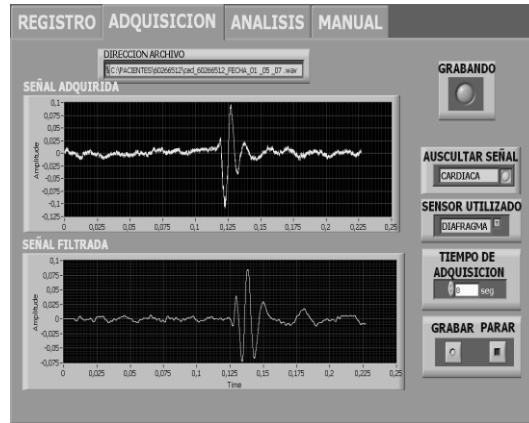 REGISTRO ADQUISICION ANALISIS MANUAL
DIRECCION ARCHIVO
C:\PACIENTES\60266512\ced_60266512_FECHA_01 _05 _07 .wav
SEÑAL ADQUIRIDA
Amplitude
0,1
0,075
0,05
0,025
0
-0,025
-0,05
-0,075
-0,1
-0,125
0 0,025 0,05 0,075 0,1 0,125 0,15 0,175 0,2 0,225 0,25
SEÑAL FILTRADA
Amplitude
0,1
0,075
0,05
0,025
0
-0,025
-0,05
-0,075
0 0,025 0,05 0,075 0,1 0,125 0,15 0,175 0,2 0,225 0,25
Time
GRABANDO
AUSCULTAR SEÑAL
CARDIACA
SENSOR UTILIZADO
DIAFRAGMA
TIEMPO DE
ADQUISICION
8 seg
GRABAR PARAR